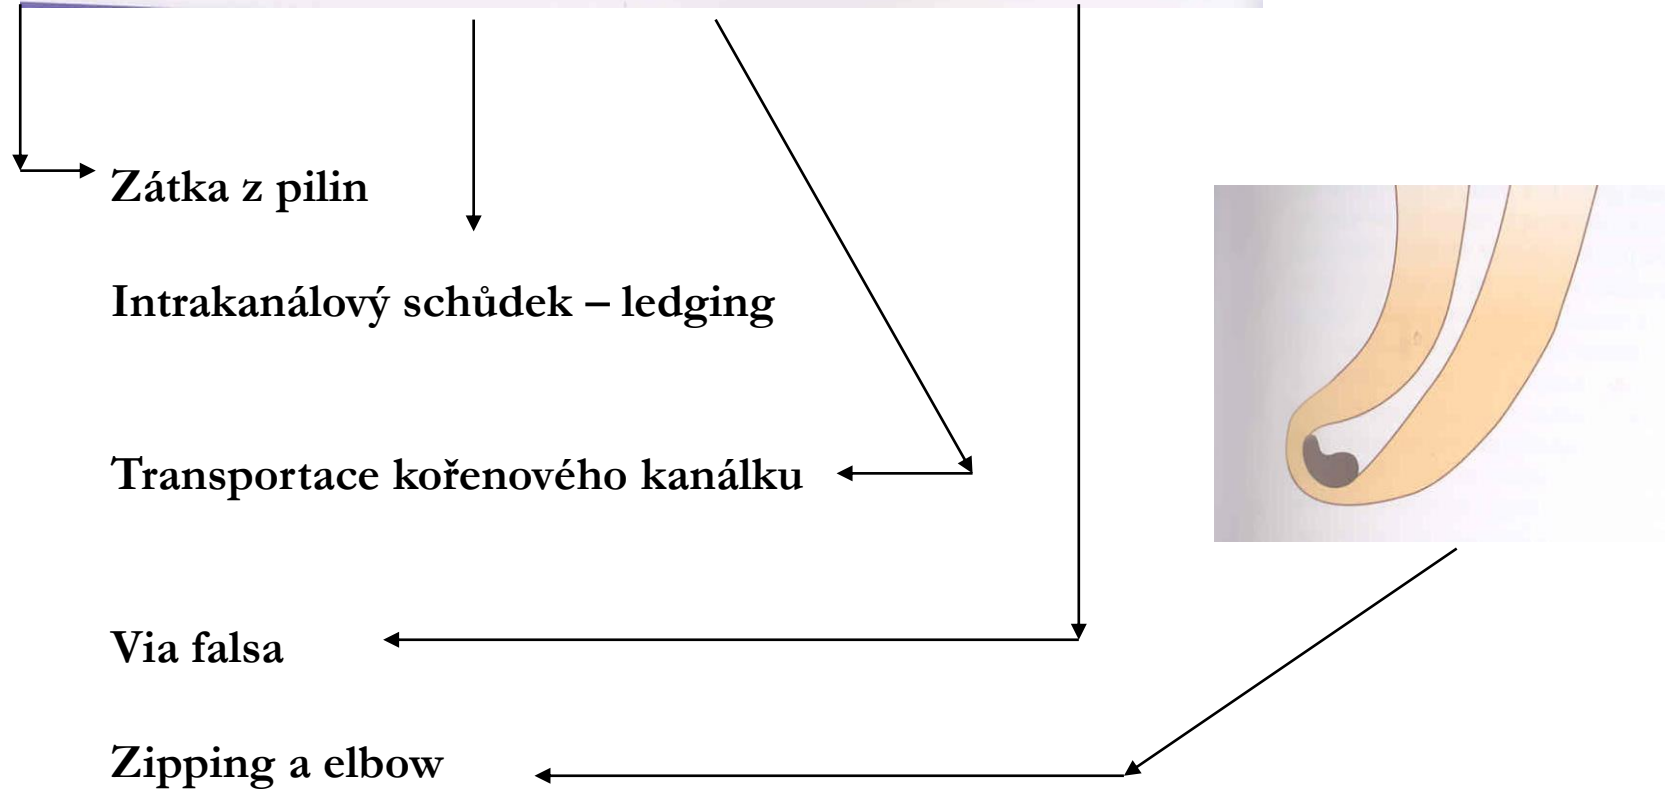 Zátka z pilin
Intrakanálový schůdek – ledging
Transportace kořenového kanálku
Via falsa
Zipping a elbow